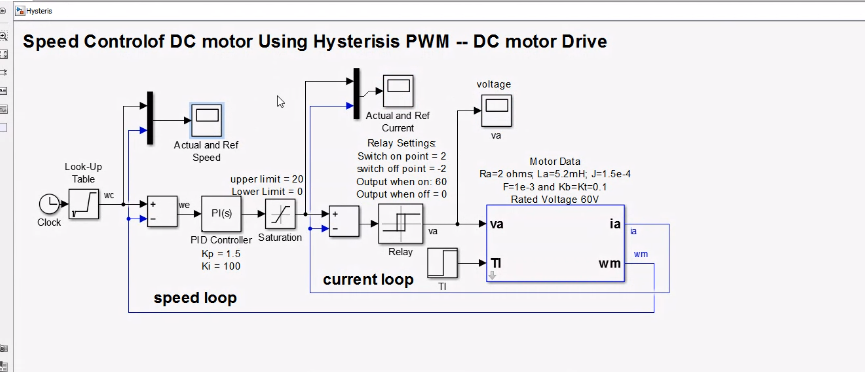 Hysteris
Speed Controlof DC motor Using Hysterisis PWM -- DC motor Drive
voltage
va
Actual and Ref
Current
Actual and Ref
Speed
Relay Settings:
Switch on point = 2
switch off point = -2
Output when on: 60
Output when off = 0
Motor Data
Ra=2 ohms; La=5.2mH; J=1.5e-4
F=1e-3 and Kb=Kt=0.1
Rated Voltage 60V
Look-Up
Table
upper limit = 20
Lower Limit = 0
Clock
wc
+
−
we
PI(s)
PID Controller
Kp = 1.5
Ki = 100
Saturation
+
−
Relay
va
va
Tl
ia
wm
ia
wm
Tl
speed loop
current loop